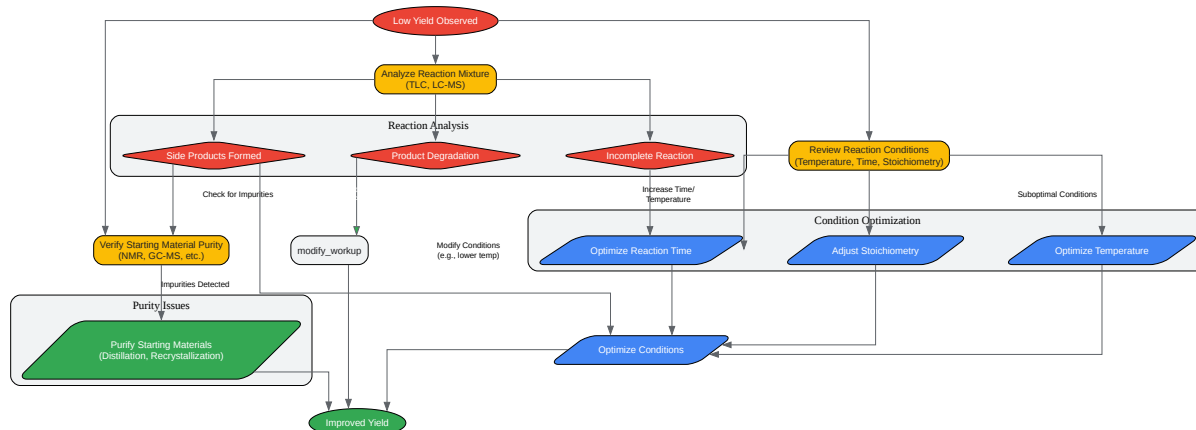 Low Yield Observed
Analyze Reaction Mixture
(TLC, LC-MS)
Reaction Analysis
Side Products Formed
Product Degradation
Incomplete Reaction
Review Reaction Conditions
(Temperature, Time, Stoichiometry)
Check for Impurities
Increase Time/
Temperature
Suboptimal Conditions
Condition Optimization
Verify Starting Material Purity
(NMR, GC-MS, etc.)
modify_workup
Modify Conditions
(e.g., lower temp)
Optimize Reaction Time
Adjust Stoichiometry
Optimize Temperature
Impurities Detected
Purity Issues
Purify Starting Materials
(Distillation, Recrystallization)
Optimize Conditions
Improved Yield